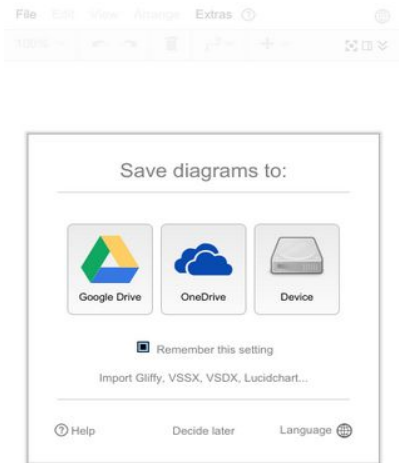 File Edit View Arrange Extras
100%
Save diagrams to:
Google Drive OneDrive Device
Remember this setting
Import Gliffy, VSSX, VSDX, Lucidchart...
Help Decide later Language